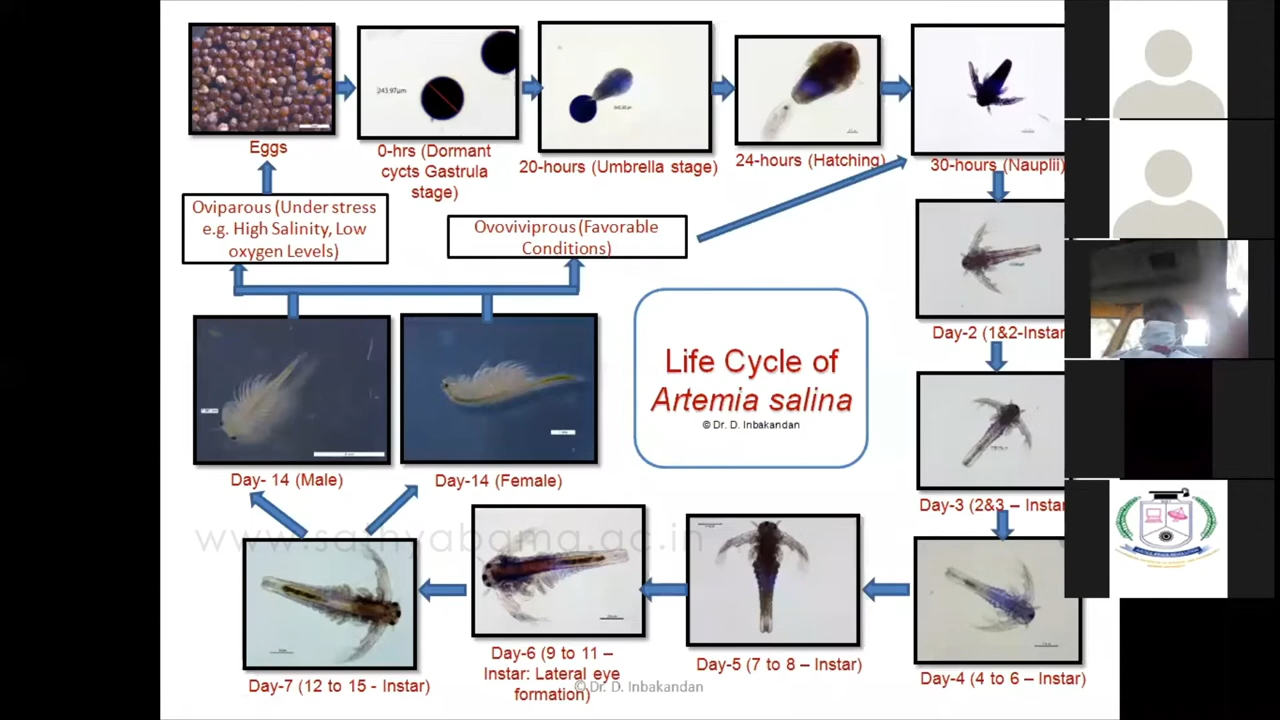 Eggs
243.97µm
0-hrs (Dormant
cycts Gastrula
stage)
20-hours (Umbrella stage)
24-hours (Hatching)
30-hours (Nauplii)
Oviparous (Under stress
e.g. High Salinity, Low
oxygen Levels)
Ovoviviprous (Favorable
Conditions)
Day-2 (1&2-Instar
Life Cycle of
Artemia salina
© Dr. D. Inbakandan
Day- 14 (Male)
Day-14 (Female)
Day-3 (2&3 – Instar
www.sathyabama.ac.in
Day-7 (12 to 15 - Instar)
Day-6 (9 to 11 –
Instar: Lateral eye
formation)
Day-5 (7 to 8 – Instar)
Day-4 (4 to 6 – Instar)
© Dr. D. Inbakandan